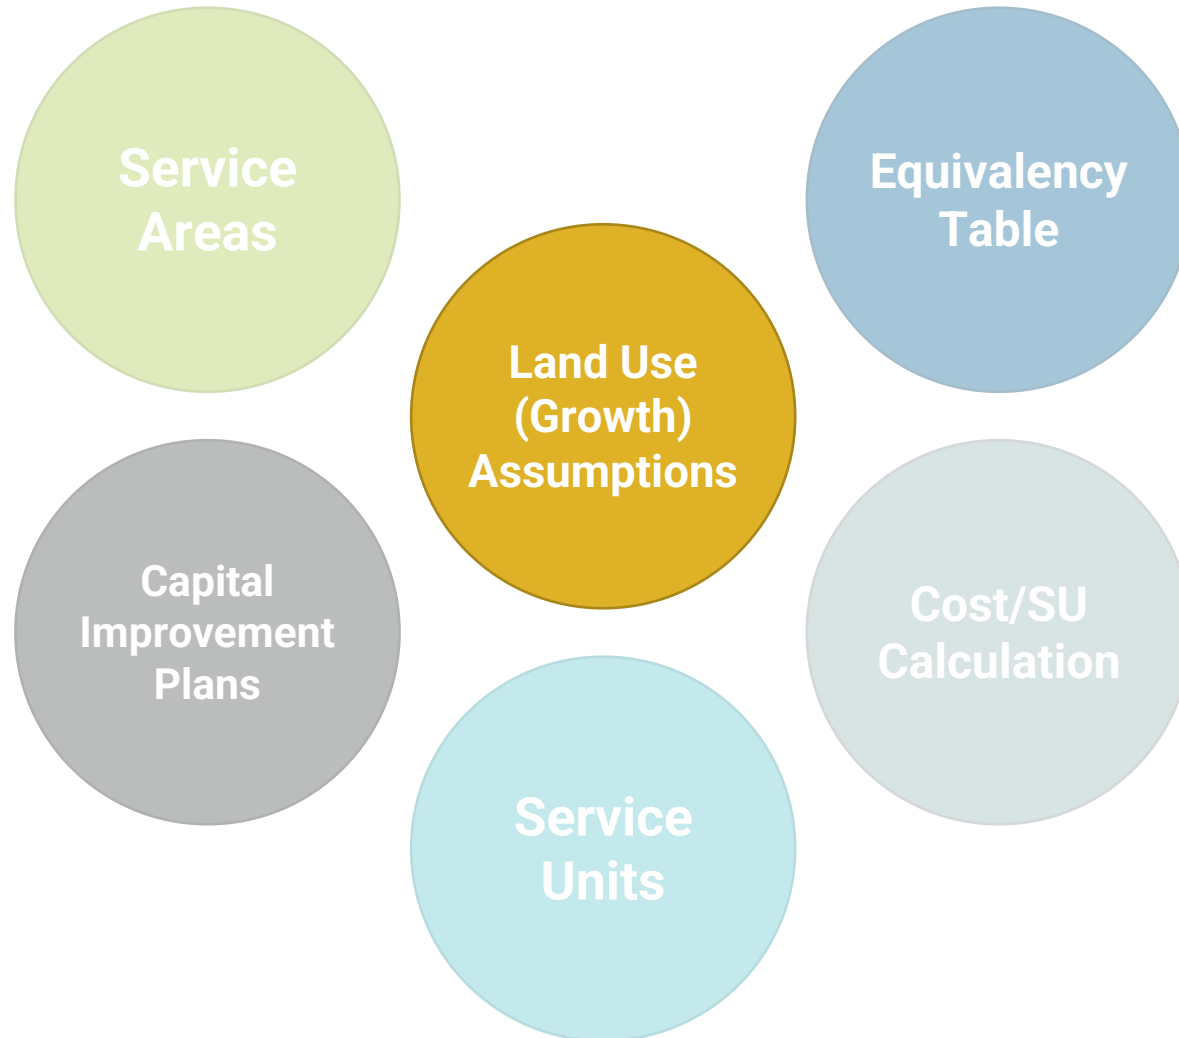 Service
Areas
Equivalency
Table
Land Use
(Growth)
Assumptions
Capital
Improvement
Plans
Cost/SU
Calculation
Service
Units